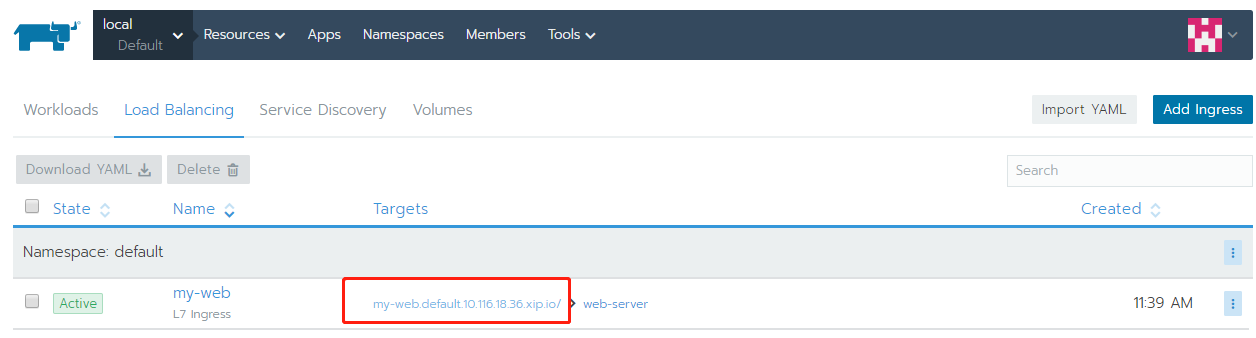 local
Default
Resources Apps Namespaces Members Tools
Workloads Load Balancing Service Discovery Volumes Import YAML Add Ingress
Download YAML Delete Search
State Name Targets Created
Namespace: default
Active my-web my-web.default.10.116.18.36.xip.io/ > web-server 11:39 AM
L7 Ingress